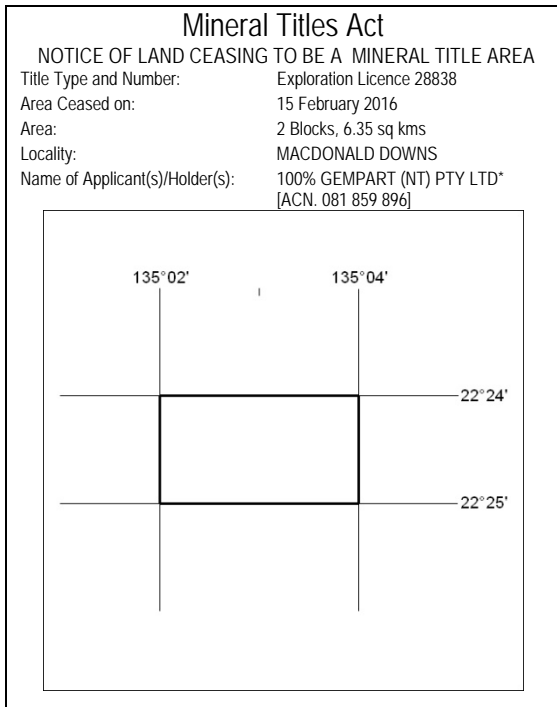 Mineral Titles Act
NOTICE OF LAND CEASING TO BE A MINERAL TITLE AREA
Title Type and Number: Exploration Licence 28838
Area Ceased on: 15 February 2016
Area: 2 Blocks, 6.35 sq kms
Locality: MACDONALD DOWNS
Name of Applicant(s)/Holder(s): 100% GEMPART (NT) PTY LTD*
[ACN. 081 859 896]
135°02' 135°04'
22°24'
22°25'